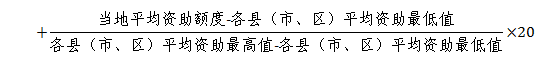 当地平均资助额度-各县（市、区）平均资助最低值
+ ×20
各县（市、区）平均资助最高值-各县（市、区）平均资助最低值